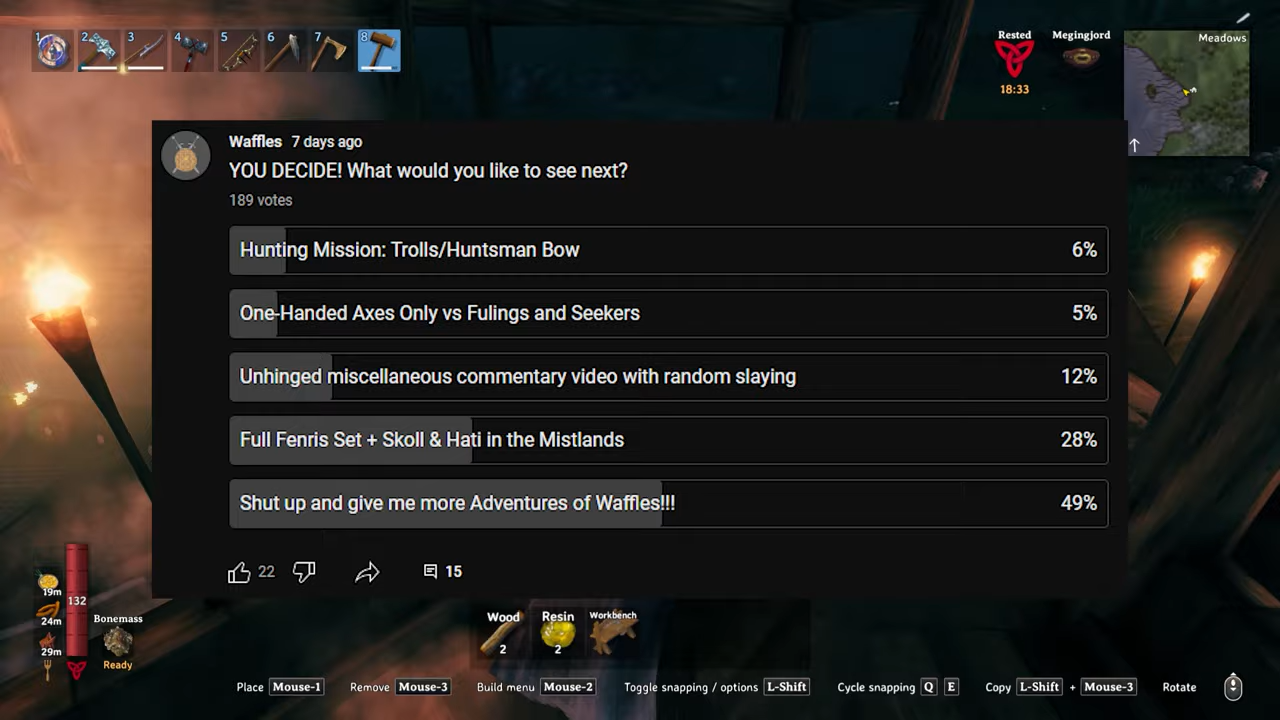 1 2 3 4 5 6 7 8
Rested
Megingjord
Meadows
18:33
Waffles 7 days ago
YOU DECIDE! What would you like to see next?
189 votes
Hunting Mission: Trolls/Huntsman Bow 6%
One-Handed Axes Only vs Fulings and Seekers 5%
Unhinged miscellaneous commentary video with random slaying 12%
Full Fenris Set + Skoll & Hati in the Mistlands 28%
Shut up and give me more Adventures of Waffles!!! 49%
22
15
19m
132
24m
29m
Bonemass
Ready
Wood
2
Resin
2
Workbench
Place Mouse-1 Remove Mouse-3 Build menu Mouse-2 Toggle snapping / options L-Shift Cycle snapping Q E Copy L-Shift + Mouse-3 Rotate